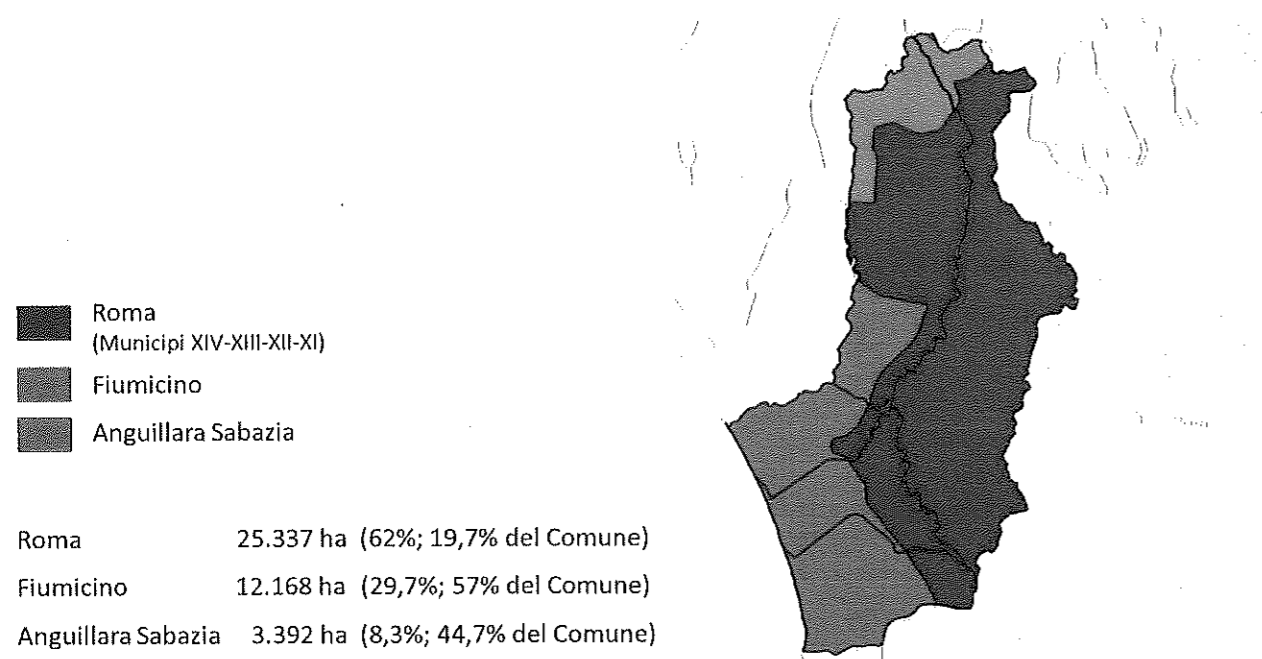 Roma
(Municipi XIV-XIII-XII-XI)
Fiumicino
Anguillara Sabazia
Roma 25.337 ha (62%; 19,7% del Comune)
Fiumicino 12.168 ha (29,7%; 57% del Comune)
Anguillara Sabazia 3.392 ha (8,3%; 44,7% del Comune)